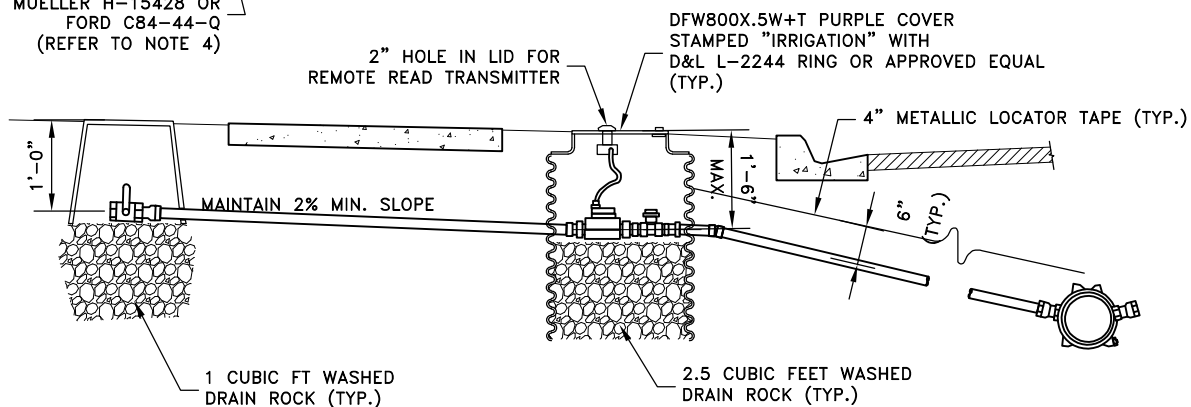 MUELLER H-15428 OR
FORD C84-44-Q
(REFER TO NOTE 4)
2" HOLE IN LID FOR
REMOTE READ TRANSMITTER
DFW800X.5W+T PURPLE COVER
STAMPED "IRRIGATION" WITH
D&L L-2244 RING OR APPROVED EQUAL
(TYP.)
4" METALLIC LOCATOR TAPE (TYP.)
1'-0"
MAINTAIN 2% MIN. SLOPE
1'-6"
MAX.
6"
(TYP.)
1 CUBIC FT WASHED
DRAIN ROCK (TYP.)
2.5 CUBIC FEET WASHED
DRAIN ROCK (TYP.)